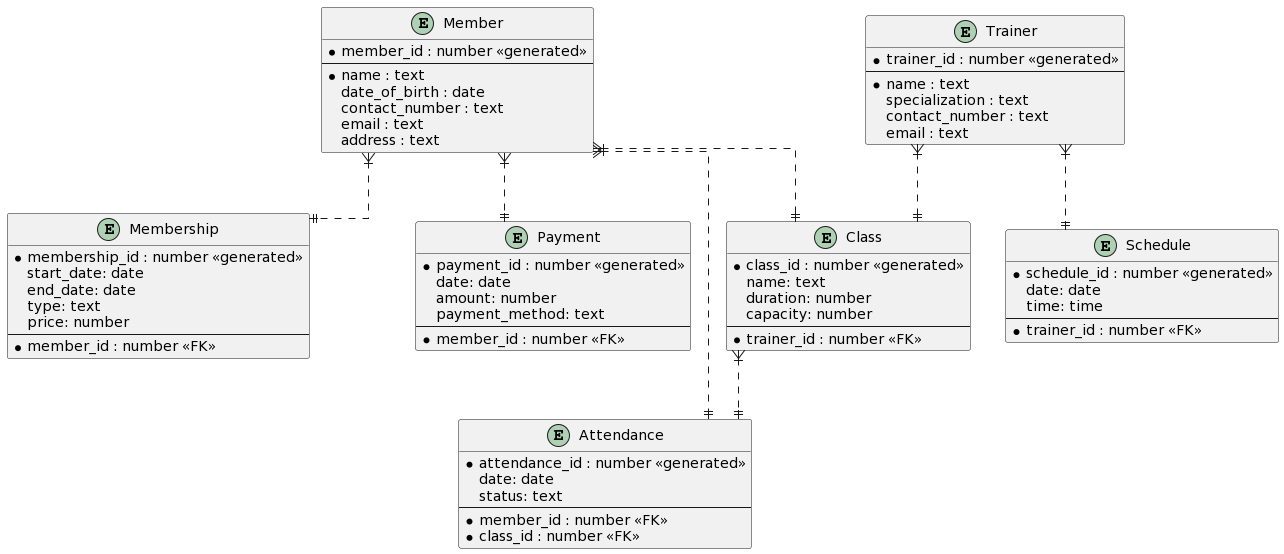 E Member
member_id : number «generated»
name : text
date_of_birth : date
contact_number : text
email : text
address : text
E Trainer
trainer_id : number «generated»
name : text
specialization : text
contact_number : text
email : text
E Membership
membership_id : number «generated»
start_date: date
end_date: date
type: text
price: number
member_id : number «FK»
E Payment
payment_id : number «generated»
date: date
amount: number
payment_method: text
member_id : number «FK»
E Class
class_id : number «generated»
name: text
duration: number
capacity: number
trainer_id : number «FK»
E Schedule
schedule_id : number «generated»
date: date
time: time
trainer_id : number «FK»
E Attendance
attendance_id : number «generated»
date: date
status: text
member_id : number «FK»
class_id : number «FK»